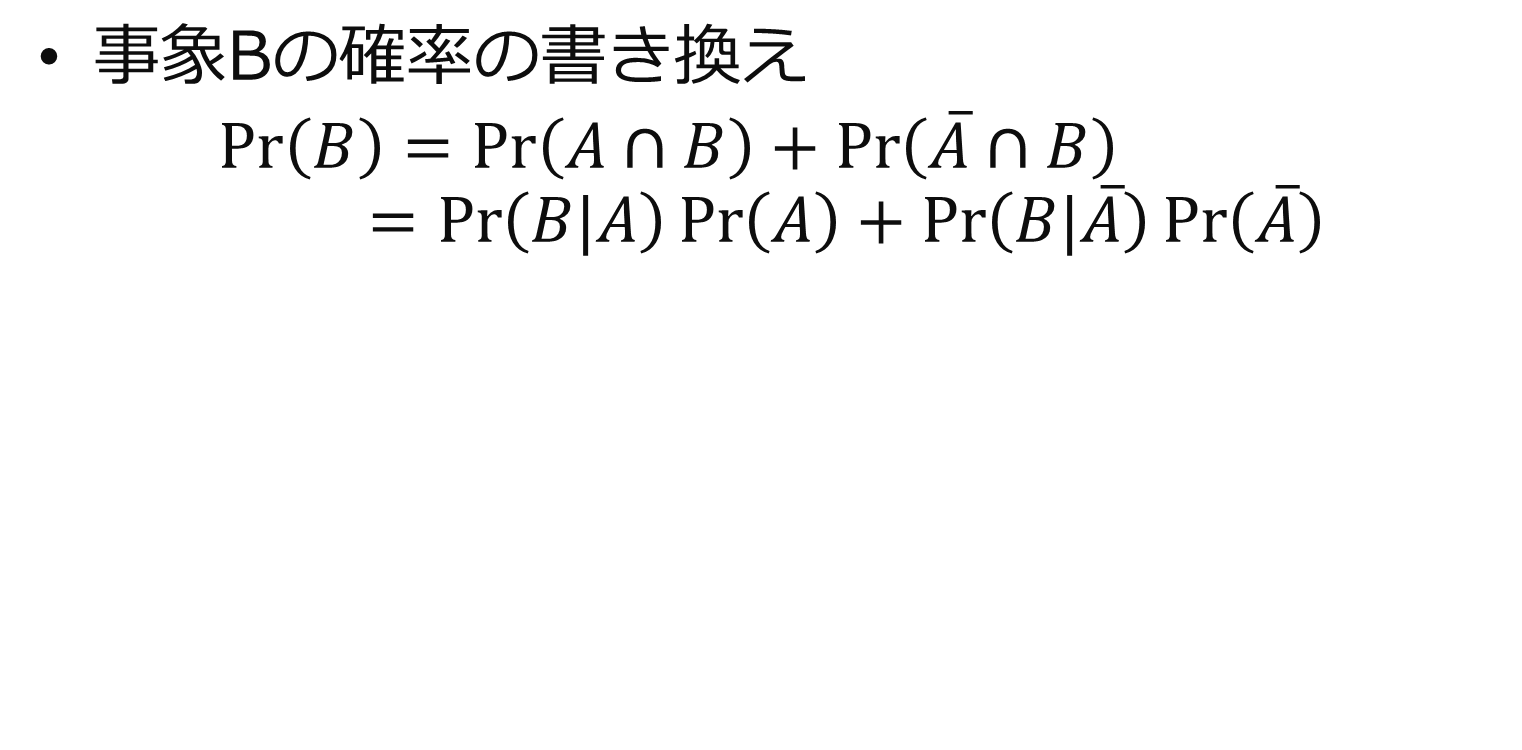 • 事象Bの確率の書き換え
Pr(B) = Pr(A ∩ B) + Pr(Ā ∩ B)
= Pr(B|A) Pr(A) + Pr(B|Ā) Pr(Ā)